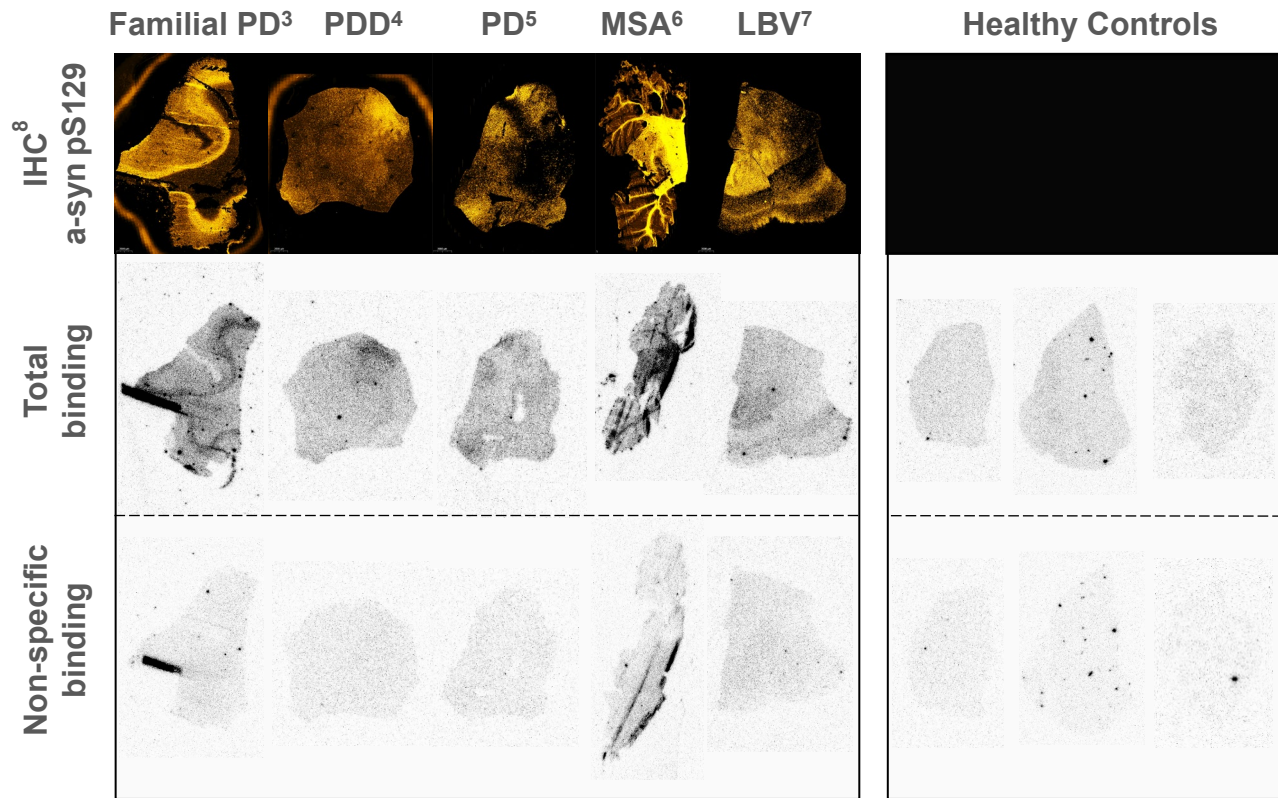 Familial PD³ PDD⁴ PD⁵ MSA⁶ LBV⁷ Healthy Controls
IHC⁸
a-syn pS129
Total
binding
Non-specific
binding